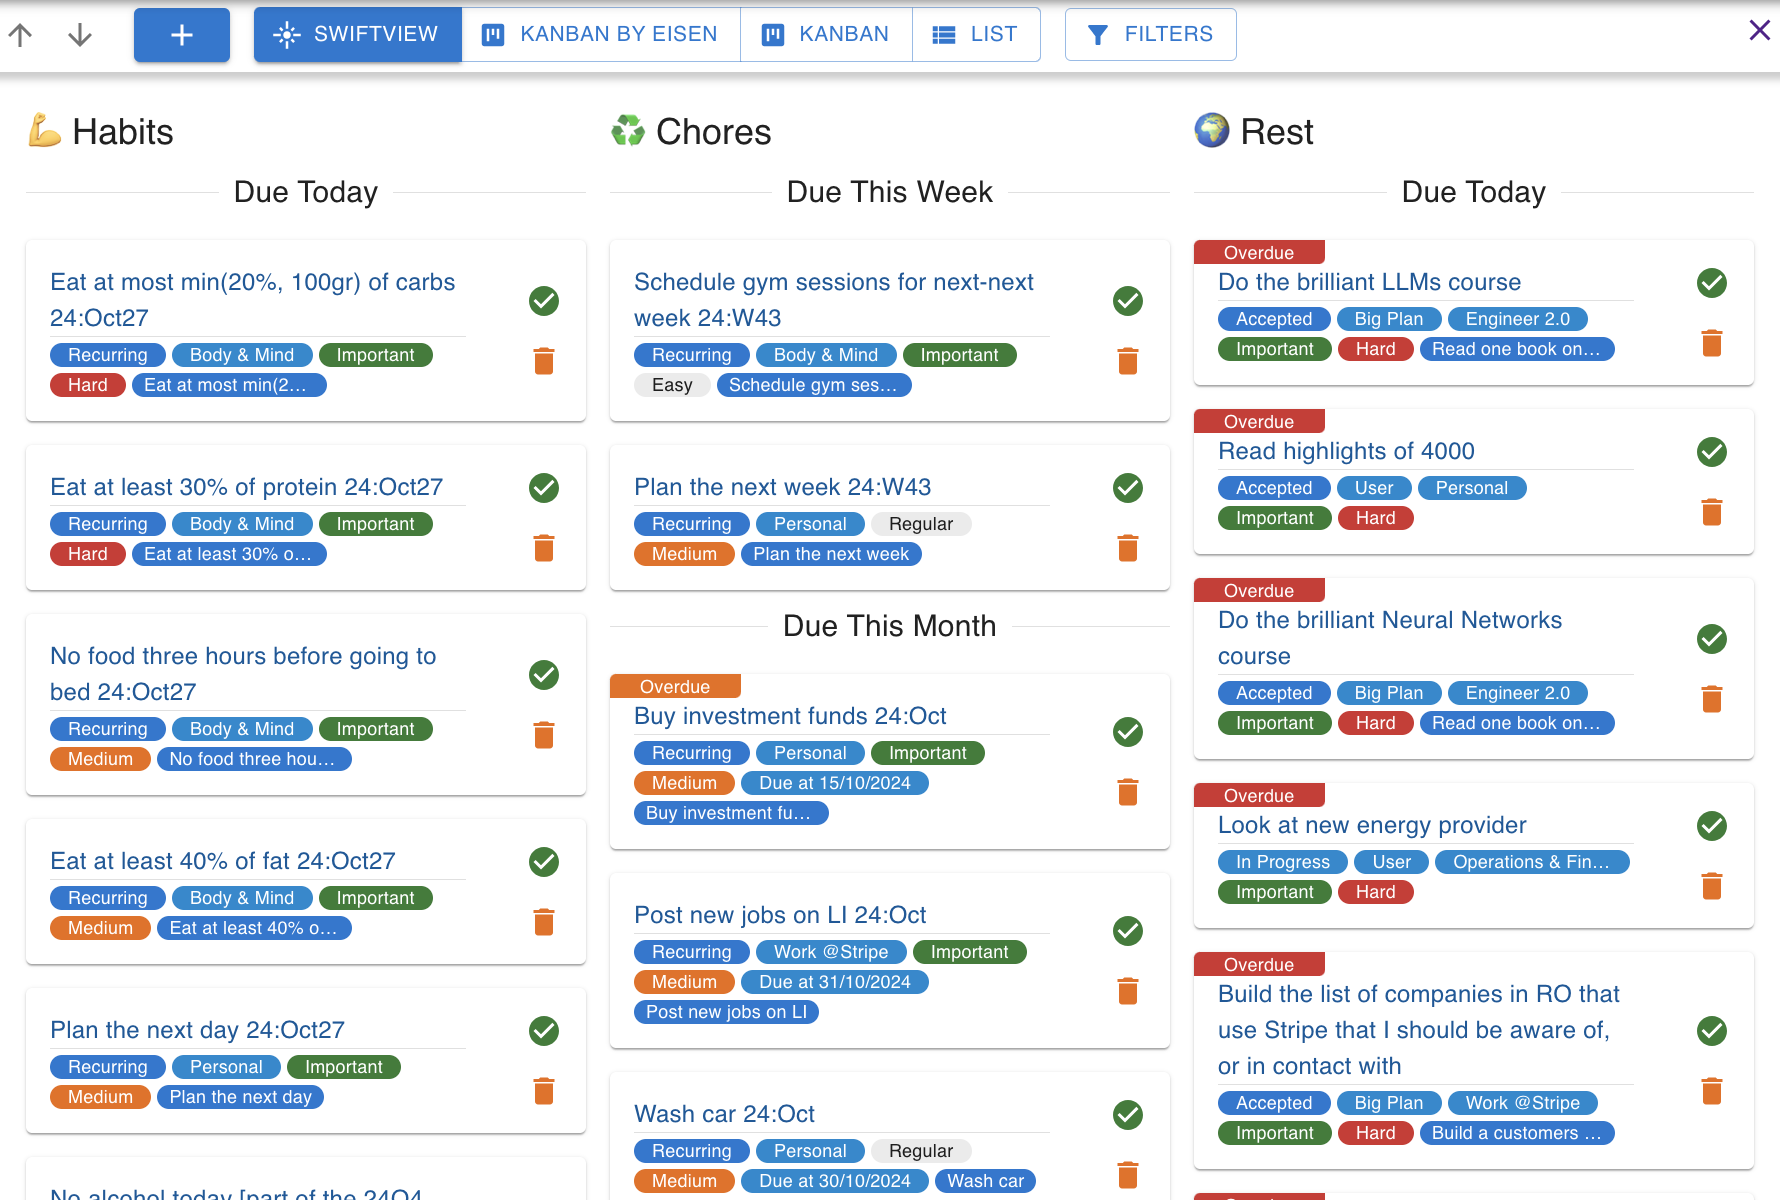 SWIFTVIEW
KANBAN BY EISEN
KANBAN
LIST
FILTERS
Habits
Due Today
Eat at most min(20%, 100gr) of carbs
24:Oct27
Recurring Body & Mind Important
Hard Eat at most min(2...
Eat at least 30% of protein 24:Oct27
Recurring Body & Mind Important
Hard Eat at least 30% o...
No food three hours before going to
bed 24:Oct27
Recurring Body & Mind Important
Medium No food three hou...
Eat at least 40% of fat 24:Oct27
Recurring Body & Mind Important
Medium Eat at least 40% o...
Plan the next day 24:Oct27
Recurring Personal Important
Medium Plan the next day
No alcohol today [part of the 24Q4
Chores
Due This Week
Schedule gym sessions for next-next
week 24:W43
Recurring Body & Mind Important
Easy Schedule gym ses...
Plan the next week 24:W43
Recurring Personal Regular
Medium Plan the next week
Due This Month
Overdue
Buy investment funds 24:Oct
Recurring Personal Important
Medium Due at 15/10/2024
Buy investment fu...
Post new jobs on LI 24:Oct
Recurring Work @Stripe Important
Medium Due at 31/10/2024
Post new jobs on LI
Wash car 24:Oct
Recurring Personal Regular
Medium Due at 30/10/2024 Wash car
Rest
Due Today
Overdue
Do the brilliant LLMs course
Accepted Big Plan Engineer 2.0
Important Hard Read one book on...
Overdue
Read highlights of 4000
Accepted User Personal
Important Hard
Overdue
Do the brilliant Neural Networks
course
Accepted Big Plan Engineer 2.0
Important Hard Read one book on...
Overdue
Look at new energy provider
In Progress User Operations & Fin...
Important Hard
Overdue
Build the list of companies in RO that
use Stripe that I should be aware of,
or in contact with
Accepted Big Plan Work @Stripe
Important Hard Build a customers ...